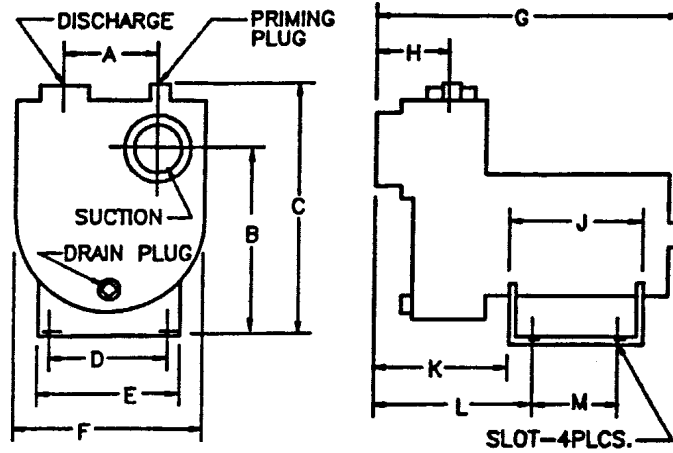 DISCHARGE
PRIMING
PLUG
A
G
H
SUCTION
B
C
DRAIN PLUG
J
D
E
F
K
L
M
SLOT-4PLCS.